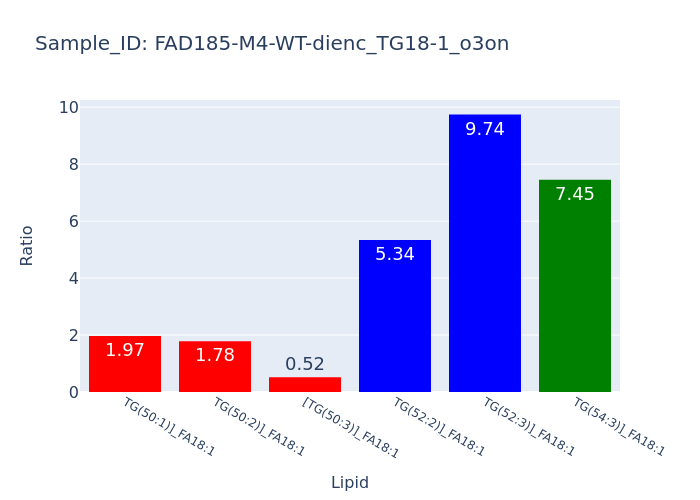 Sample_ID: FAD185-M4-WT-dienc_TG18-1_o3on
Ratio
10
8
6
4
2
0
1.97
1.78
0.52
5.34
9.74
7.45
TG(50:1)]_FA18:1
TG(50:2)]_FA18:1
[TG(50:3)]_FA18:1
TG(52:2)]_FA18:1
TG(52:3)]_FA18:1
TG(54:3)]_FA18:1
Lipid